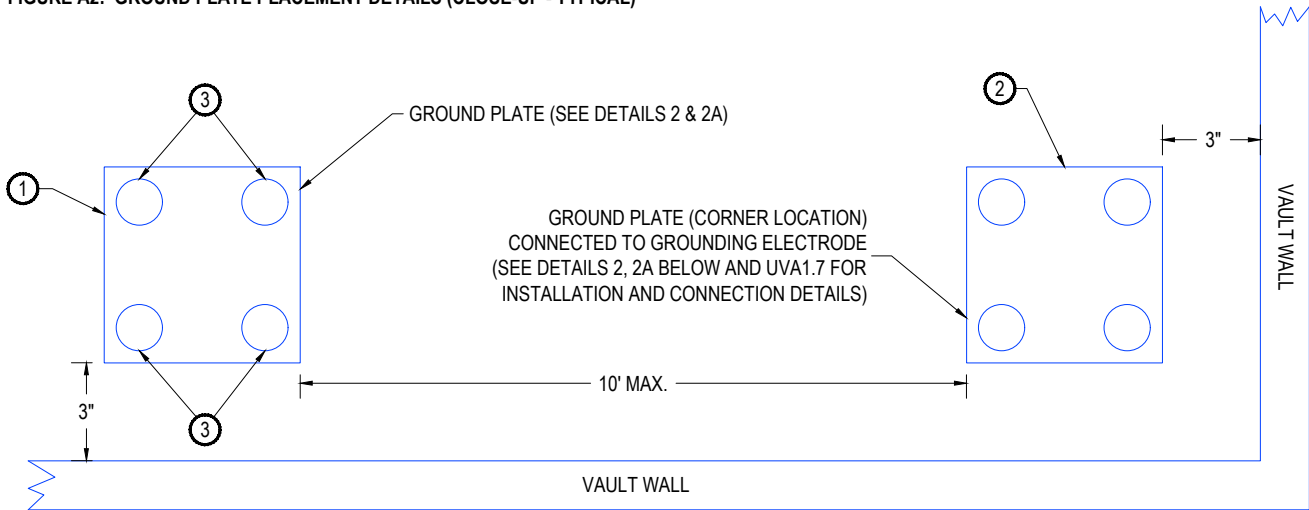 FIGURE A2: GROUND PLATE PLACEMENT DETAILS (CLOSE-UP - TYPICAL)
3
GROUND PLATE (SEE DETAILS 2 & 2A)
2
3"
1
GROUND PLATE (CORNER LOCATION)
CONNECTED TO GROUNDING ELECTRODE
(SEE DETAILS 2, 2A BELOW AND UVA1.7 FOR
INSTALLATION AND CONNECTION DETAILS)
VAULT WALL
10' MAX.
3"
3
VAULT WALL